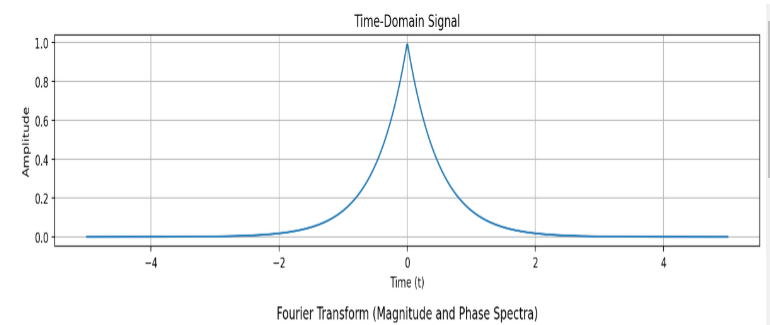 Time-Domain Signal
1.0
0.8
0.6
0.4
0.2
0.0
Amplitude
−4 −2 0 2 4
Time (t)
Fourier Transform (Magnitude and Phase Spectra)